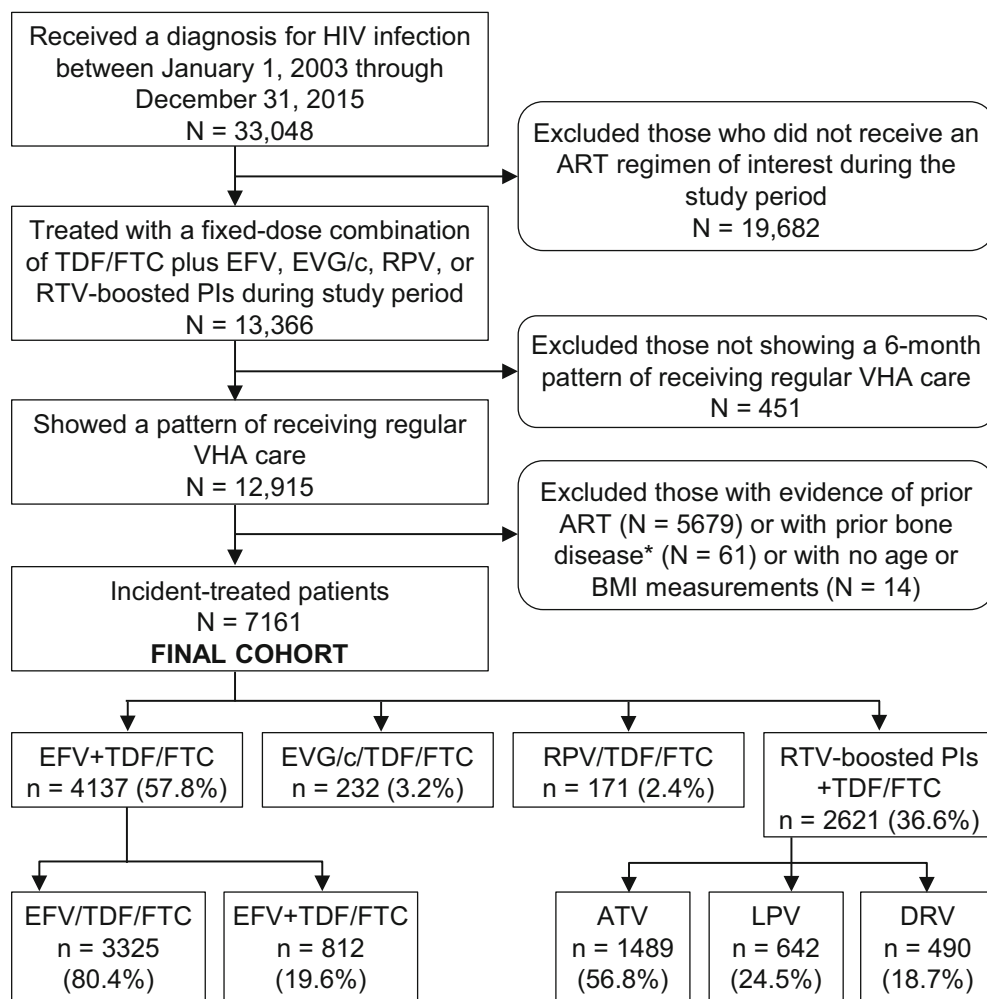 Received a diagnosis for HIV infection
between January 1, 2003 through
December 31, 2015
N = 33,048
Excluded those who did not receive an
ART regimen of interest during the
study period
N = 19,682
Treated with a fixed-dose combination
of TDF/FTC plus EFV, EVG/c, RPV, or
RTV-boosted PIs during study period
N = 13,366
Excluded those not showing a 6-month
pattern of receiving regular VHA care
N = 451
Showed a pattern of receiving regular
VHA care
N = 12,915
Excluded those with evidence of prior
ART (N = 5679) or with prior bone
disease* (N = 61) or with no age or
BMI measurements (N = 14)
Incident-treated patients
N = 7161
FINAL COHORT
EFV+TDF/FTC
n = 4137 (57.8%)
EVG/c/TDF/FTC
n = 232 (3.2%)
RPV/TDF/FTC
n = 171 (2.4%)
RTV-boosted PIs
+TDF/FTC
n = 2621 (36.6%)
EFV/TDF/FTC
n = 3325
(80.4%)
EFV+TDF/FTC
n = 812
(19.6%)
ATV
n = 1489
(56.8%)
LPV
n = 642
(24.5%)
DRV
n = 490
(18.7%)